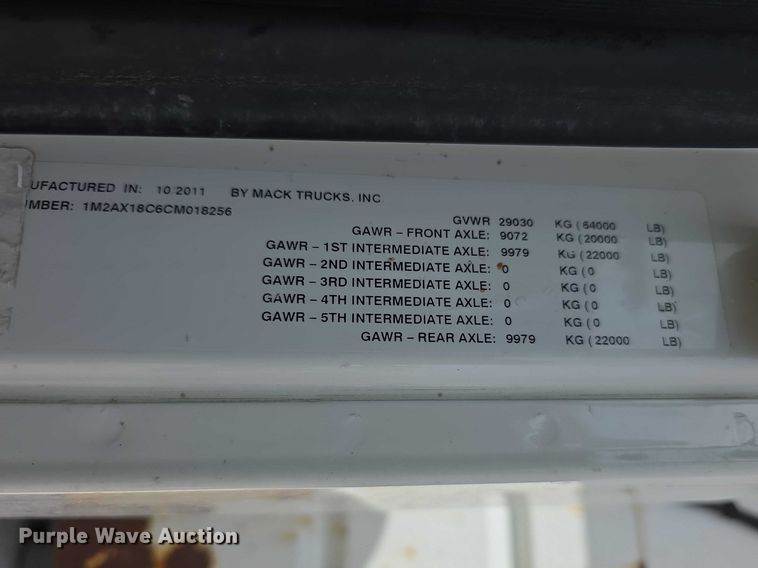 UFACTURED IN: 10 2011 BY MACK TRUCKS, INC
UMBER: 1M2AX18C6CM018256
GVWR 29030 KG ( 64000 LB)
GAWR – FRONT AXLE: 9072 KG ( 20000 LB)
GAWR – 1ST INTERMEDIATE AXLE: 9979 KG ( 22000 LB)
GAWR – 2ND INTERMEDIATE AXLE: 0 KG ( 0 LB)
GAWR – 3RD INTERMEDIATE AXLE: 0 KG ( 0 LB)
GAWR – 4TH INTERMEDIATE AXLE: 0 KG ( 0 LB)
GAWR – 5TH INTERMEDIATE AXLE: 0 KG ( 0 LB)
GAWR – REAR AXLE: 9979 KG ( 22000 LB)
Purple Wave Auction